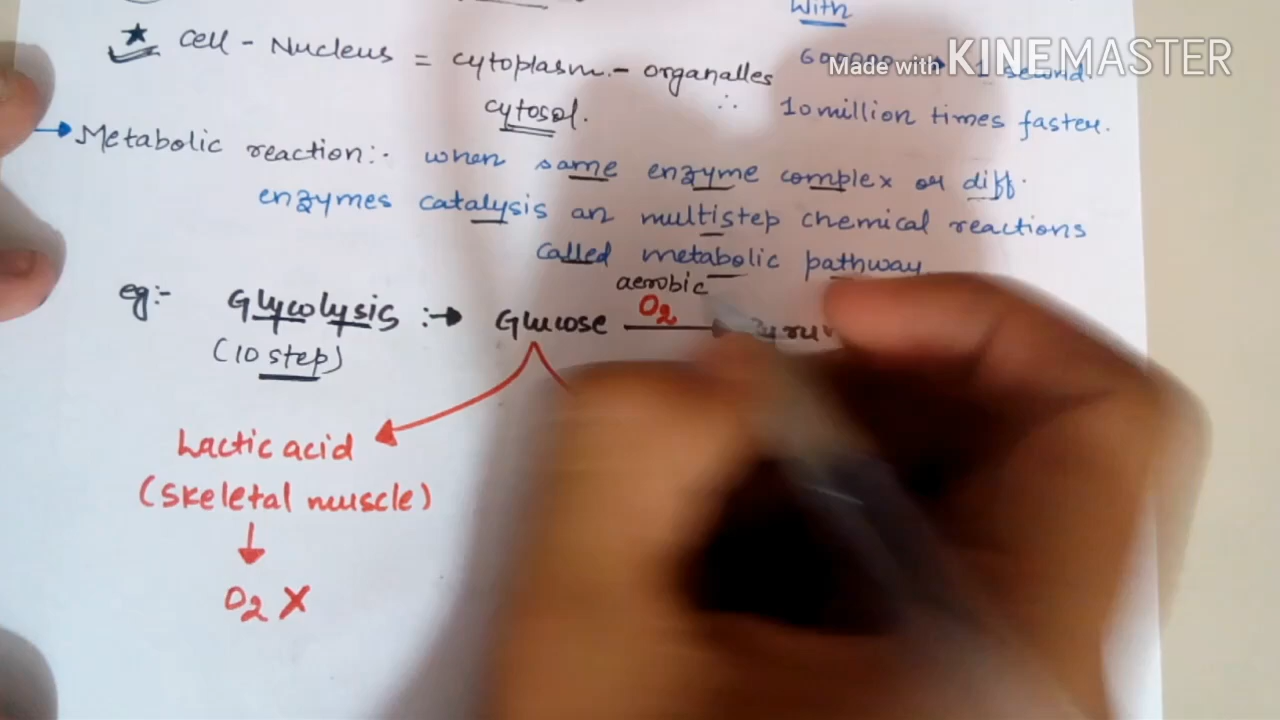 With
★ Cell - Nucleus = cytoplasm - organalles
cytosol.
Made with KINEMASTER
1 second.
∴ 10 million times faster.
→ Metabolic reaction:- when same enzyme complex or diff.
enzymes catalysis an multistep chemical reactions
called metabolic pathway
eg:- Glycolysis :→ Glucose
aerobic
O2
(10 step)
Lactic acid
(Skeletal muscle)
O2 X